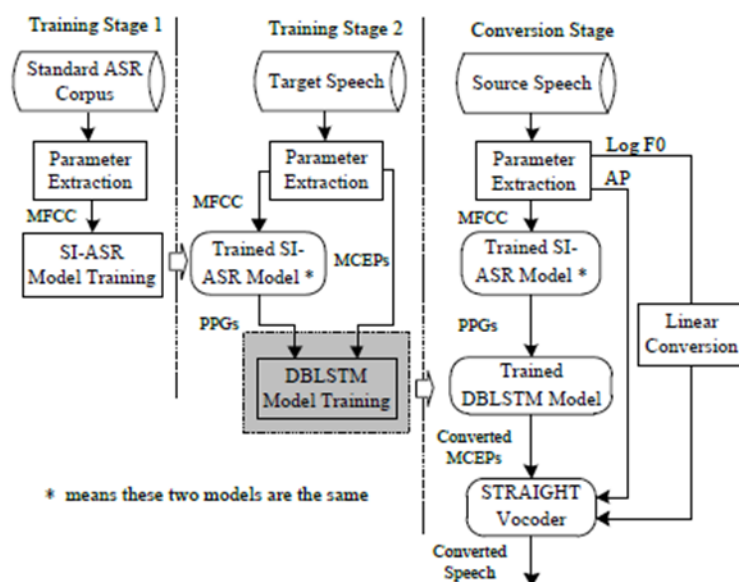 Training Stage 1
Standard ASR
Corpus
Parameter
Extraction
MFCC
SI-ASR
Model Training
Training Stage 2
Target Speech
Parameter
Extraction
MFCC
MCEPs
Trained SI-
ASR Model *
PPGs
DBLSTM
Model Training
Conversion Stage
Source Speech
Parameter
Extraction
Log F0
AP
MFCC
Trained SI-
ASR Model *
PPGs
Linear
Conversion
Trained
DBLSTM Model
Converted
MCEPs
STRAIGHT
Vocoder
Converted
Speech
* means these two models are the same